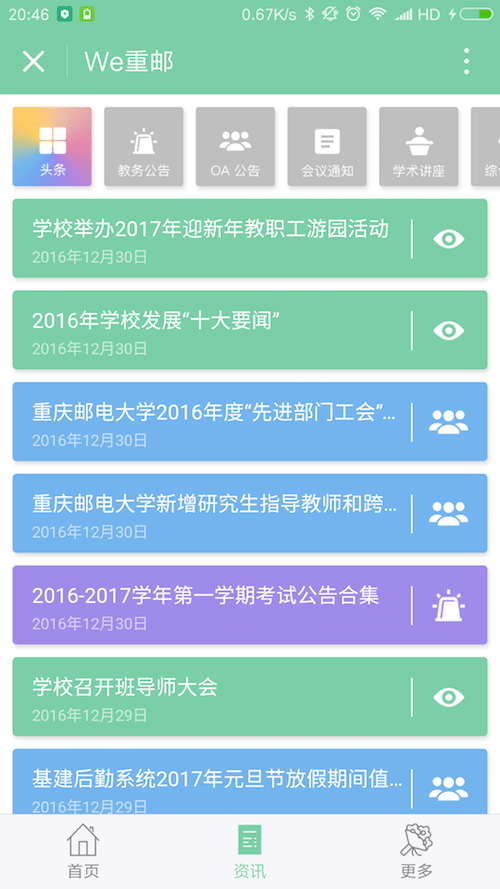 20:46
0.67K/s
HD
We重邮
头条
教务公告
OA 公告
会议通知
学术讲座
综
学校举办2017年迎新年教职工游园活动
2016年12月30日
2016年学校发展“十大要闻”
2016年12月30日
重庆邮电大学2016年度“先进部门工会”...
2016年12月30日
重庆邮电大学新增研究生指导教师和跨...
2016年12月30日
2016-2017学年第一学期考试公告合集
2016年12月30日
学校召开班导师大会
2016年12月29日
基建后勤系统2017年元旦节放假期间值...
2016年12月29日
首页
资讯
更多